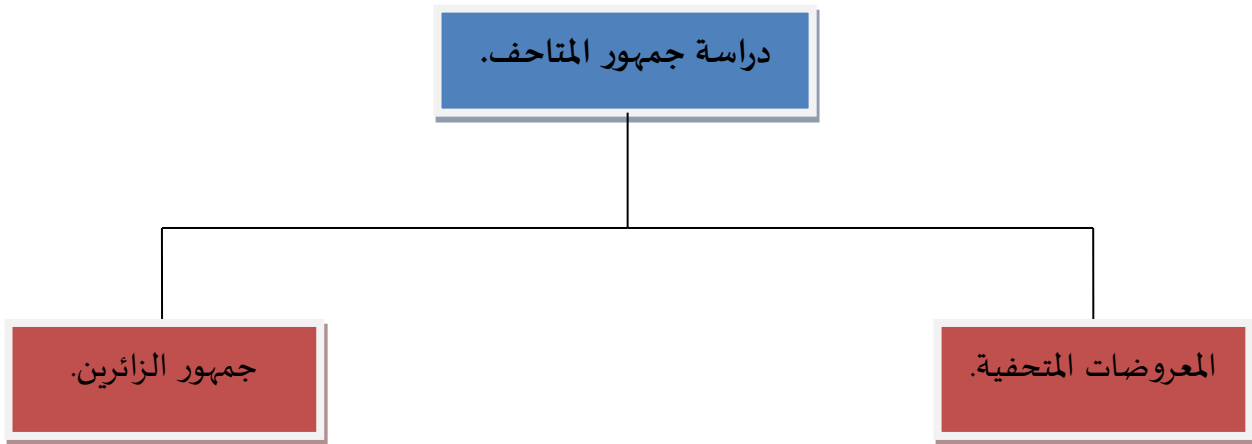 دراسة جمهور المتاحف.
المعروضات المتحفية.
جمهور الزائرين.